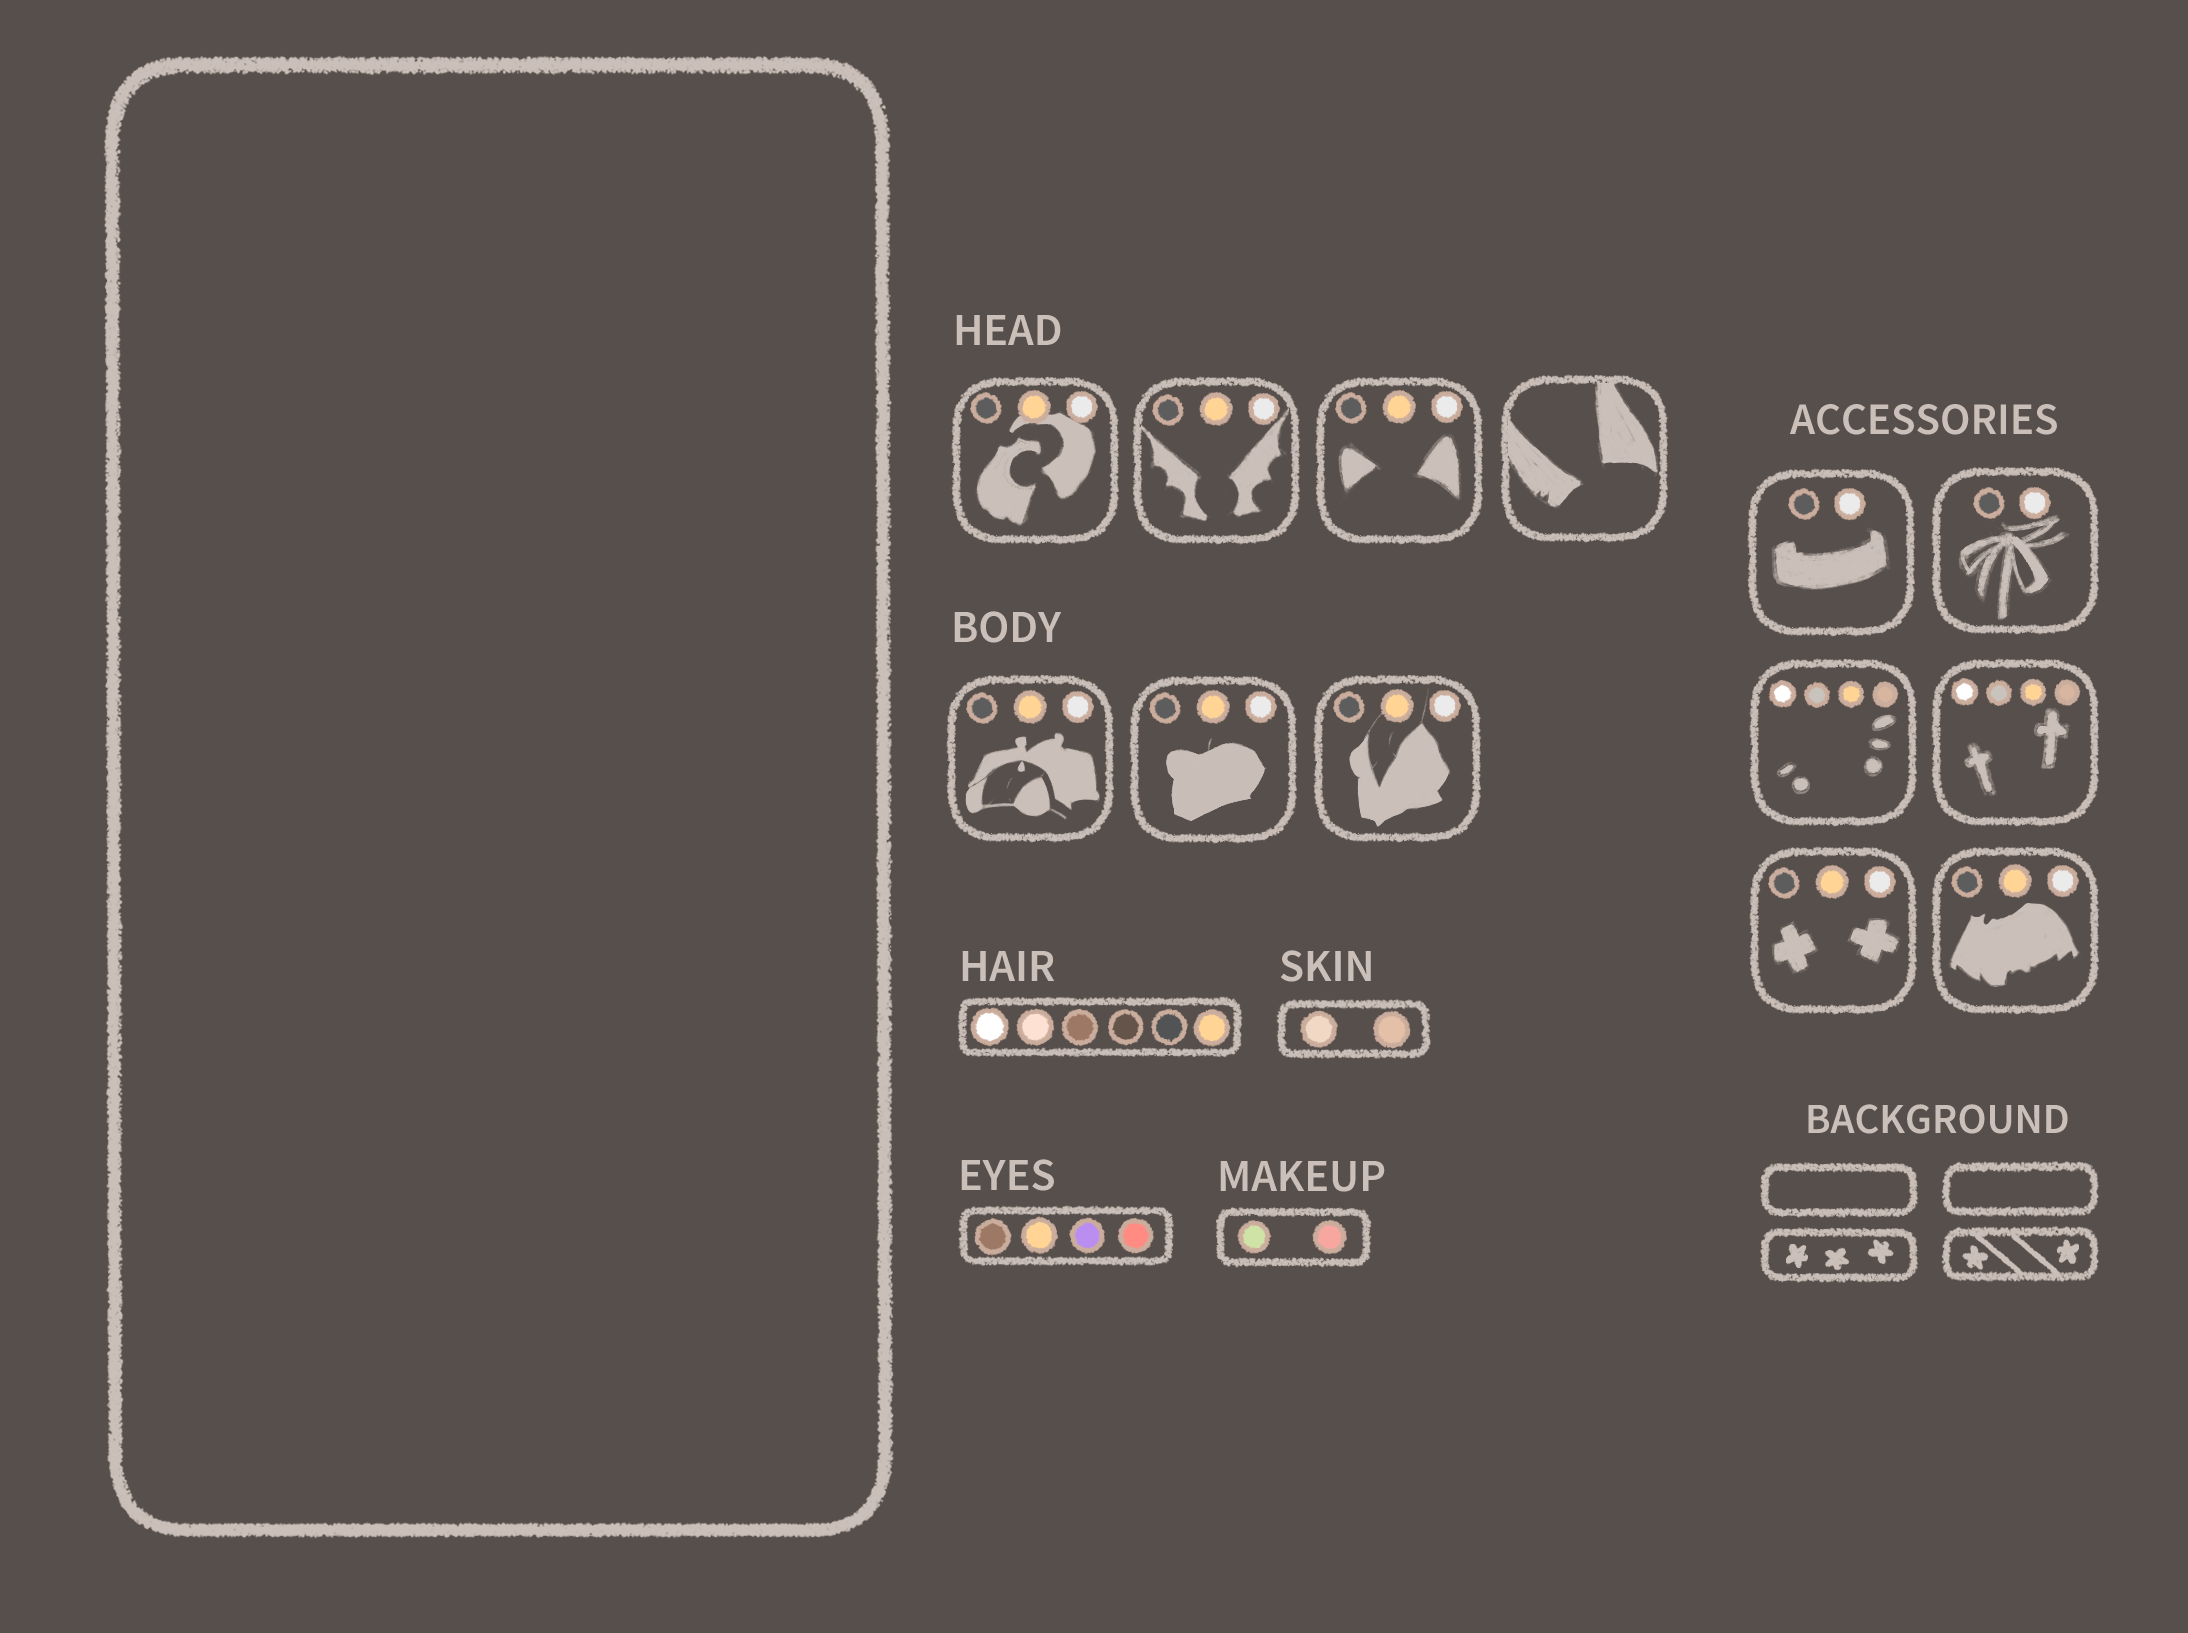 HEAD
ACCESSORIES
BODY
HAIR
SKIN
BACKGROUND
EYES
MAKEUP